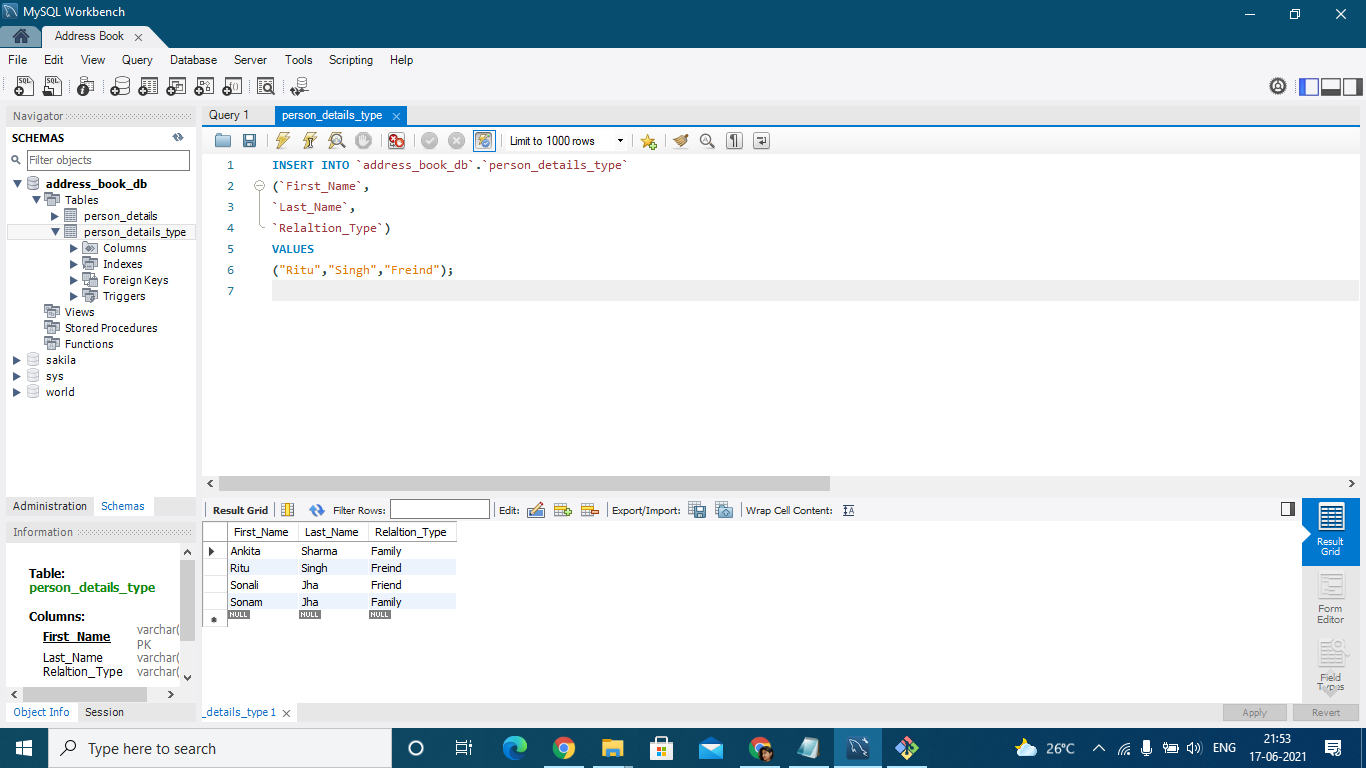 MySQL Workbench
Address Book
File Edit View Query Database Server Tools Scripting Help
Navigator
SCHEMAS
Filter objects
address_book_db
Tables
person_details
person_details_type
Columns
Indexes
Foreign Keys
Triggers
Views
Stored Procedures
Functions
sakila
sys
world
Administration Schemas
Information
Table:
person_details_type
Columns:
First_Name varchar(
PK
Last_Name varchar(
Relaltion_Type varchar(
Object Info Session
Query 1 person_details_type
Limit to 1000 rows
1 INSERT INTO `address_book_db`.`person_details_type`
2 (`First_Name`,
3 `Last_Name`,
4 `Relaltion_Type`)
5 VALUES
6 ("Ritu","Singh","Freind");
7
Result Grid Filter Rows: Edit: Export/Import: Wrap Cell Content:
First_Name Last_Name Relaltion_Type
Ankita Sharma Family
Ritu Singh Freind
Sonali Jha Friend
Sonam Jha Family
NULL NULL NULL
Result
Grid
Form
Editor
Field
Types
_details_type 1
Apply Revert
Type here to search
26°C
ENG
21:53
17-06-2021